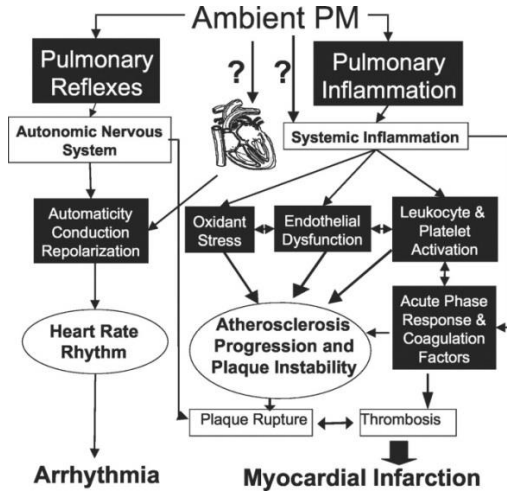 Ambient PM
Pulmonary
Reflexes
?
?
Pulmonary
Inflammation
Autonomic Nervous
System
Systemic Inflammation
Automaticity
Conduction
Repolarization
Oxidant
Stress
Endothelial
Dysfunction
Leukocyte &
Platelet
Activation
Heart Rate
Rhythm
Atherosclerosis
Progression and
Plaque Instability
Acute Phase
Response &
Coagulation
Factors
Plaque Rupture
Thrombosis
Arrhythmia
Myocardial Infarction